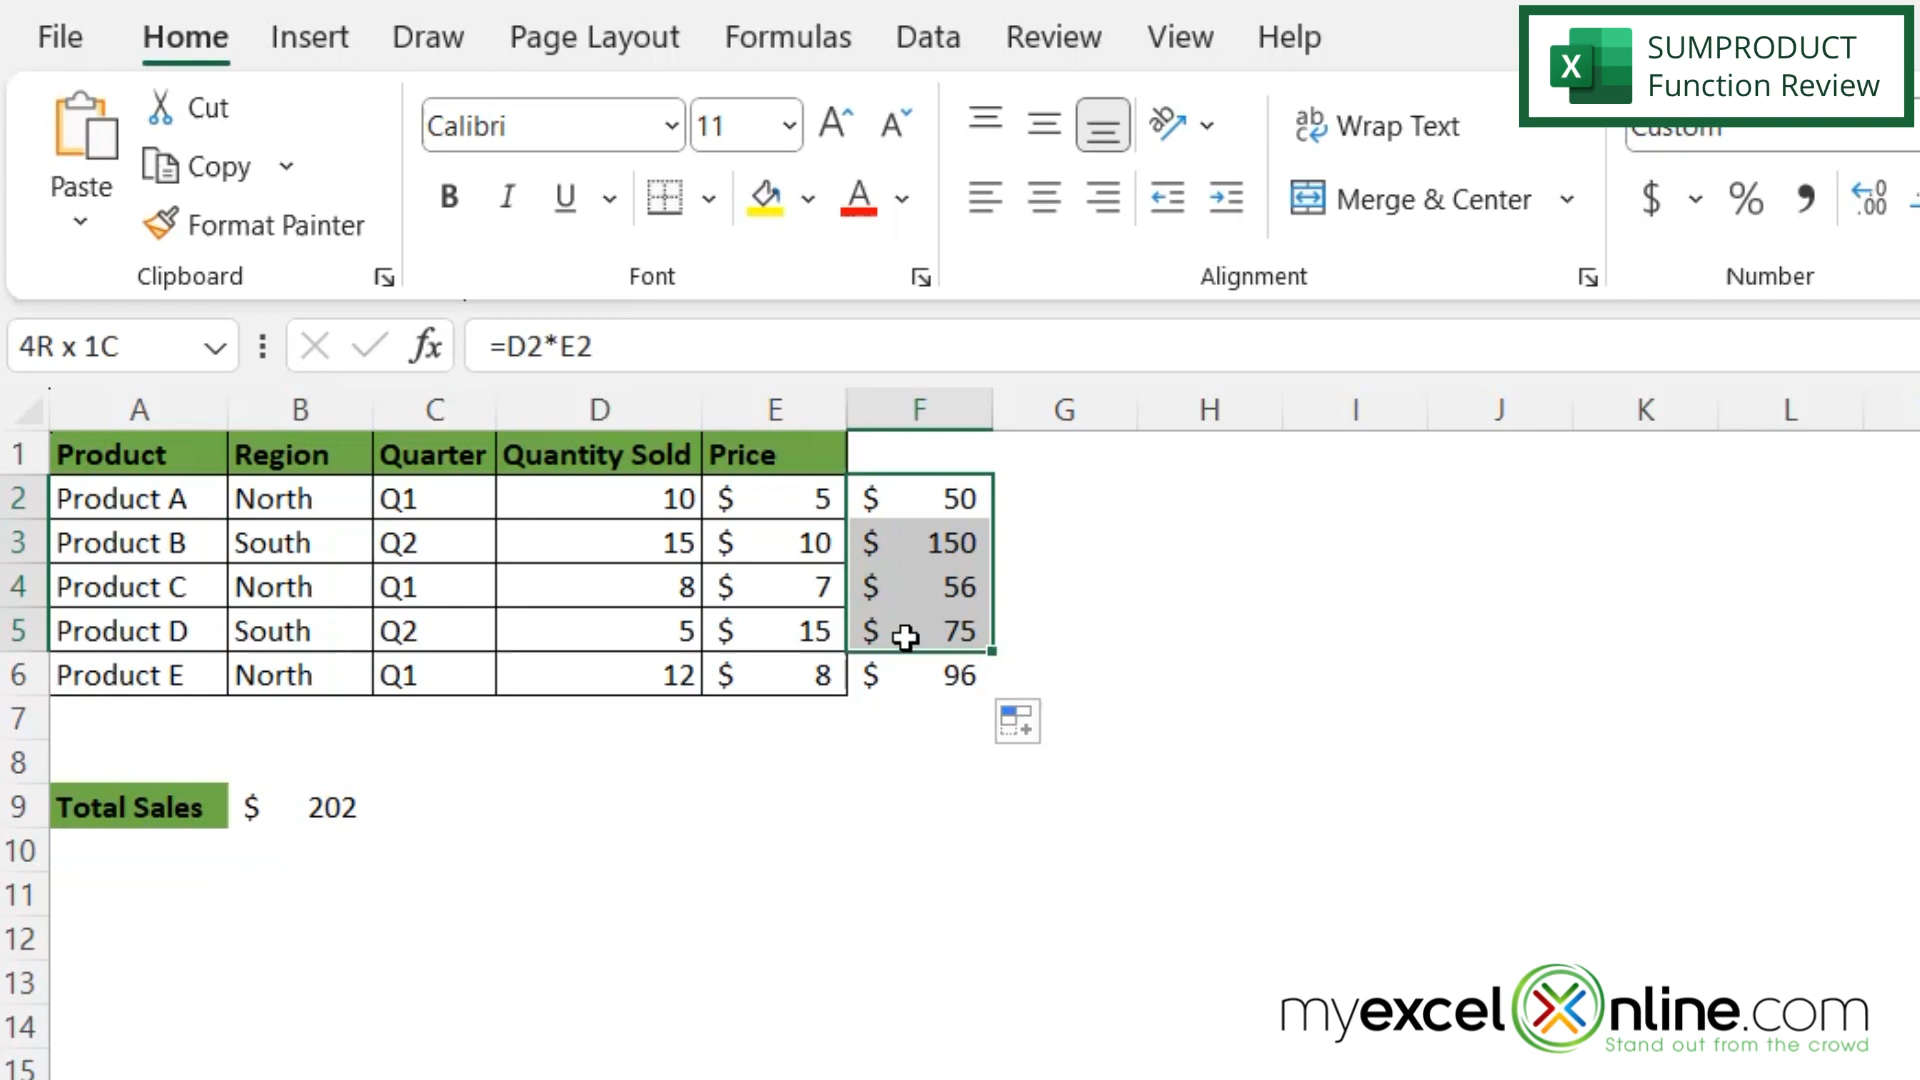 File Home Insert Draw Page Layout Formulas Data Review View Help
SUMPRODUCT
Function Review
Cut
Copy
Format Painter
Paste
Calibri 11
B I U
Wrap Text
Merge & Center
Custom
$ % ,
Clipboard Font Alignment Number
4R x 1C fx =D2*E2
A B C D E F G H I J K L
1 Product Region Quarter Quantity Sold Price
2 Product A North Q1 10 $ 5 $ 50
3 Product B South Q2 15 $ 10 $ 150
4 Product C North Q1 8 $ 7 $ 56
5 Product D South Q2 5 $ 15 $ 75
6 Product E North Q1 12 $ 8 $ 96
7
8
9 Total Sales $ 202
10
11
12
13
14
15
myexcelonline.com
Stand out from the crowd